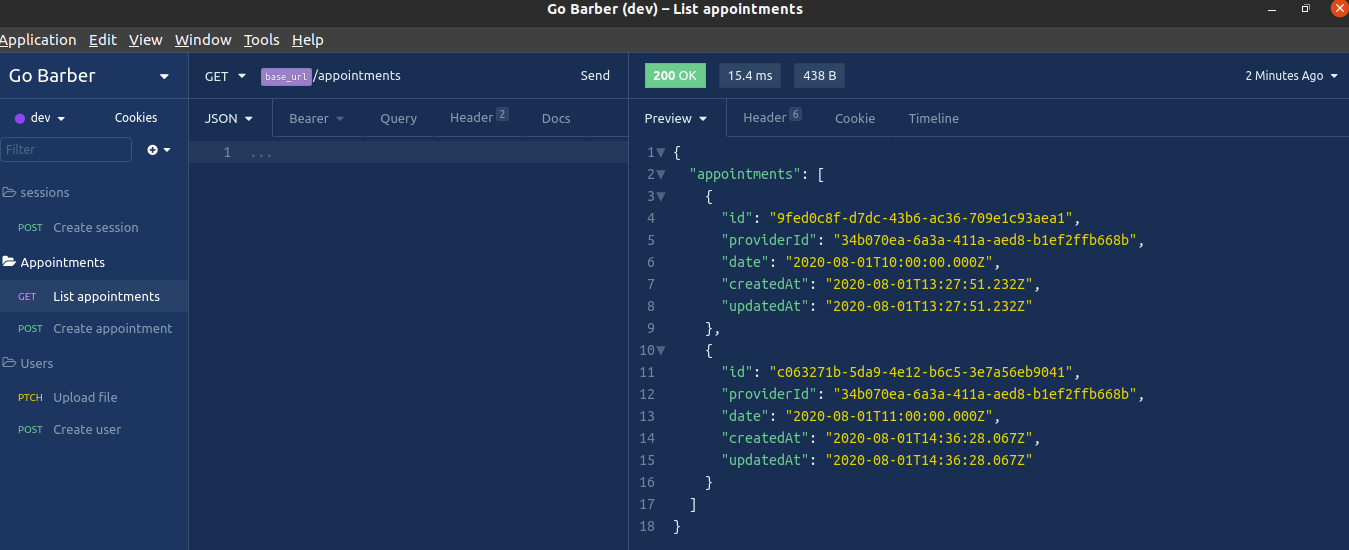 Go Barber (dev) – List appointments
Application Edit View Window Tools Help
Go Barber
GET base_url/appointments Send
200 OK 15.4 ms 438 B 2 Minutes Ago
dev Cookies
JSON Bearer Query Header 2 Docs
Preview Header 6 Cookie Timeline
Filter
sessions
POST Create session
Appointments
GET List appointments
POST Create appointment
Users
PTCH Upload file
POST Create user
1 ...
1 {
2 "appointments": [
3 {
4 "id": "9fed0c8f-d7dc-43b6-ac36-709e1c93aea1",
5 "providerId": "34b070ea-6a3a-411a-aed8-b1ef2ffb668b",
6 "date": "2020-08-01T10:00:00.000Z",
7 "createdAt": "2020-08-01T13:27:51.232Z",
8 "updatedAt": "2020-08-01T13:27:51.232Z"
9 },
10 {
11 "id": "c063271b-5da9-4e12-b6c5-3e7a56eb9041",
12 "providerId": "34b070ea-6a3a-411a-aed8-b1ef2ffb668b",
13 "date": "2020-08-01T11:00:00.000Z",
14 "createdAt": "2020-08-01T14:36:28.067Z",
15 "updatedAt": "2020-08-01T14:36:28.067Z"
16 }
17 ]
18 }